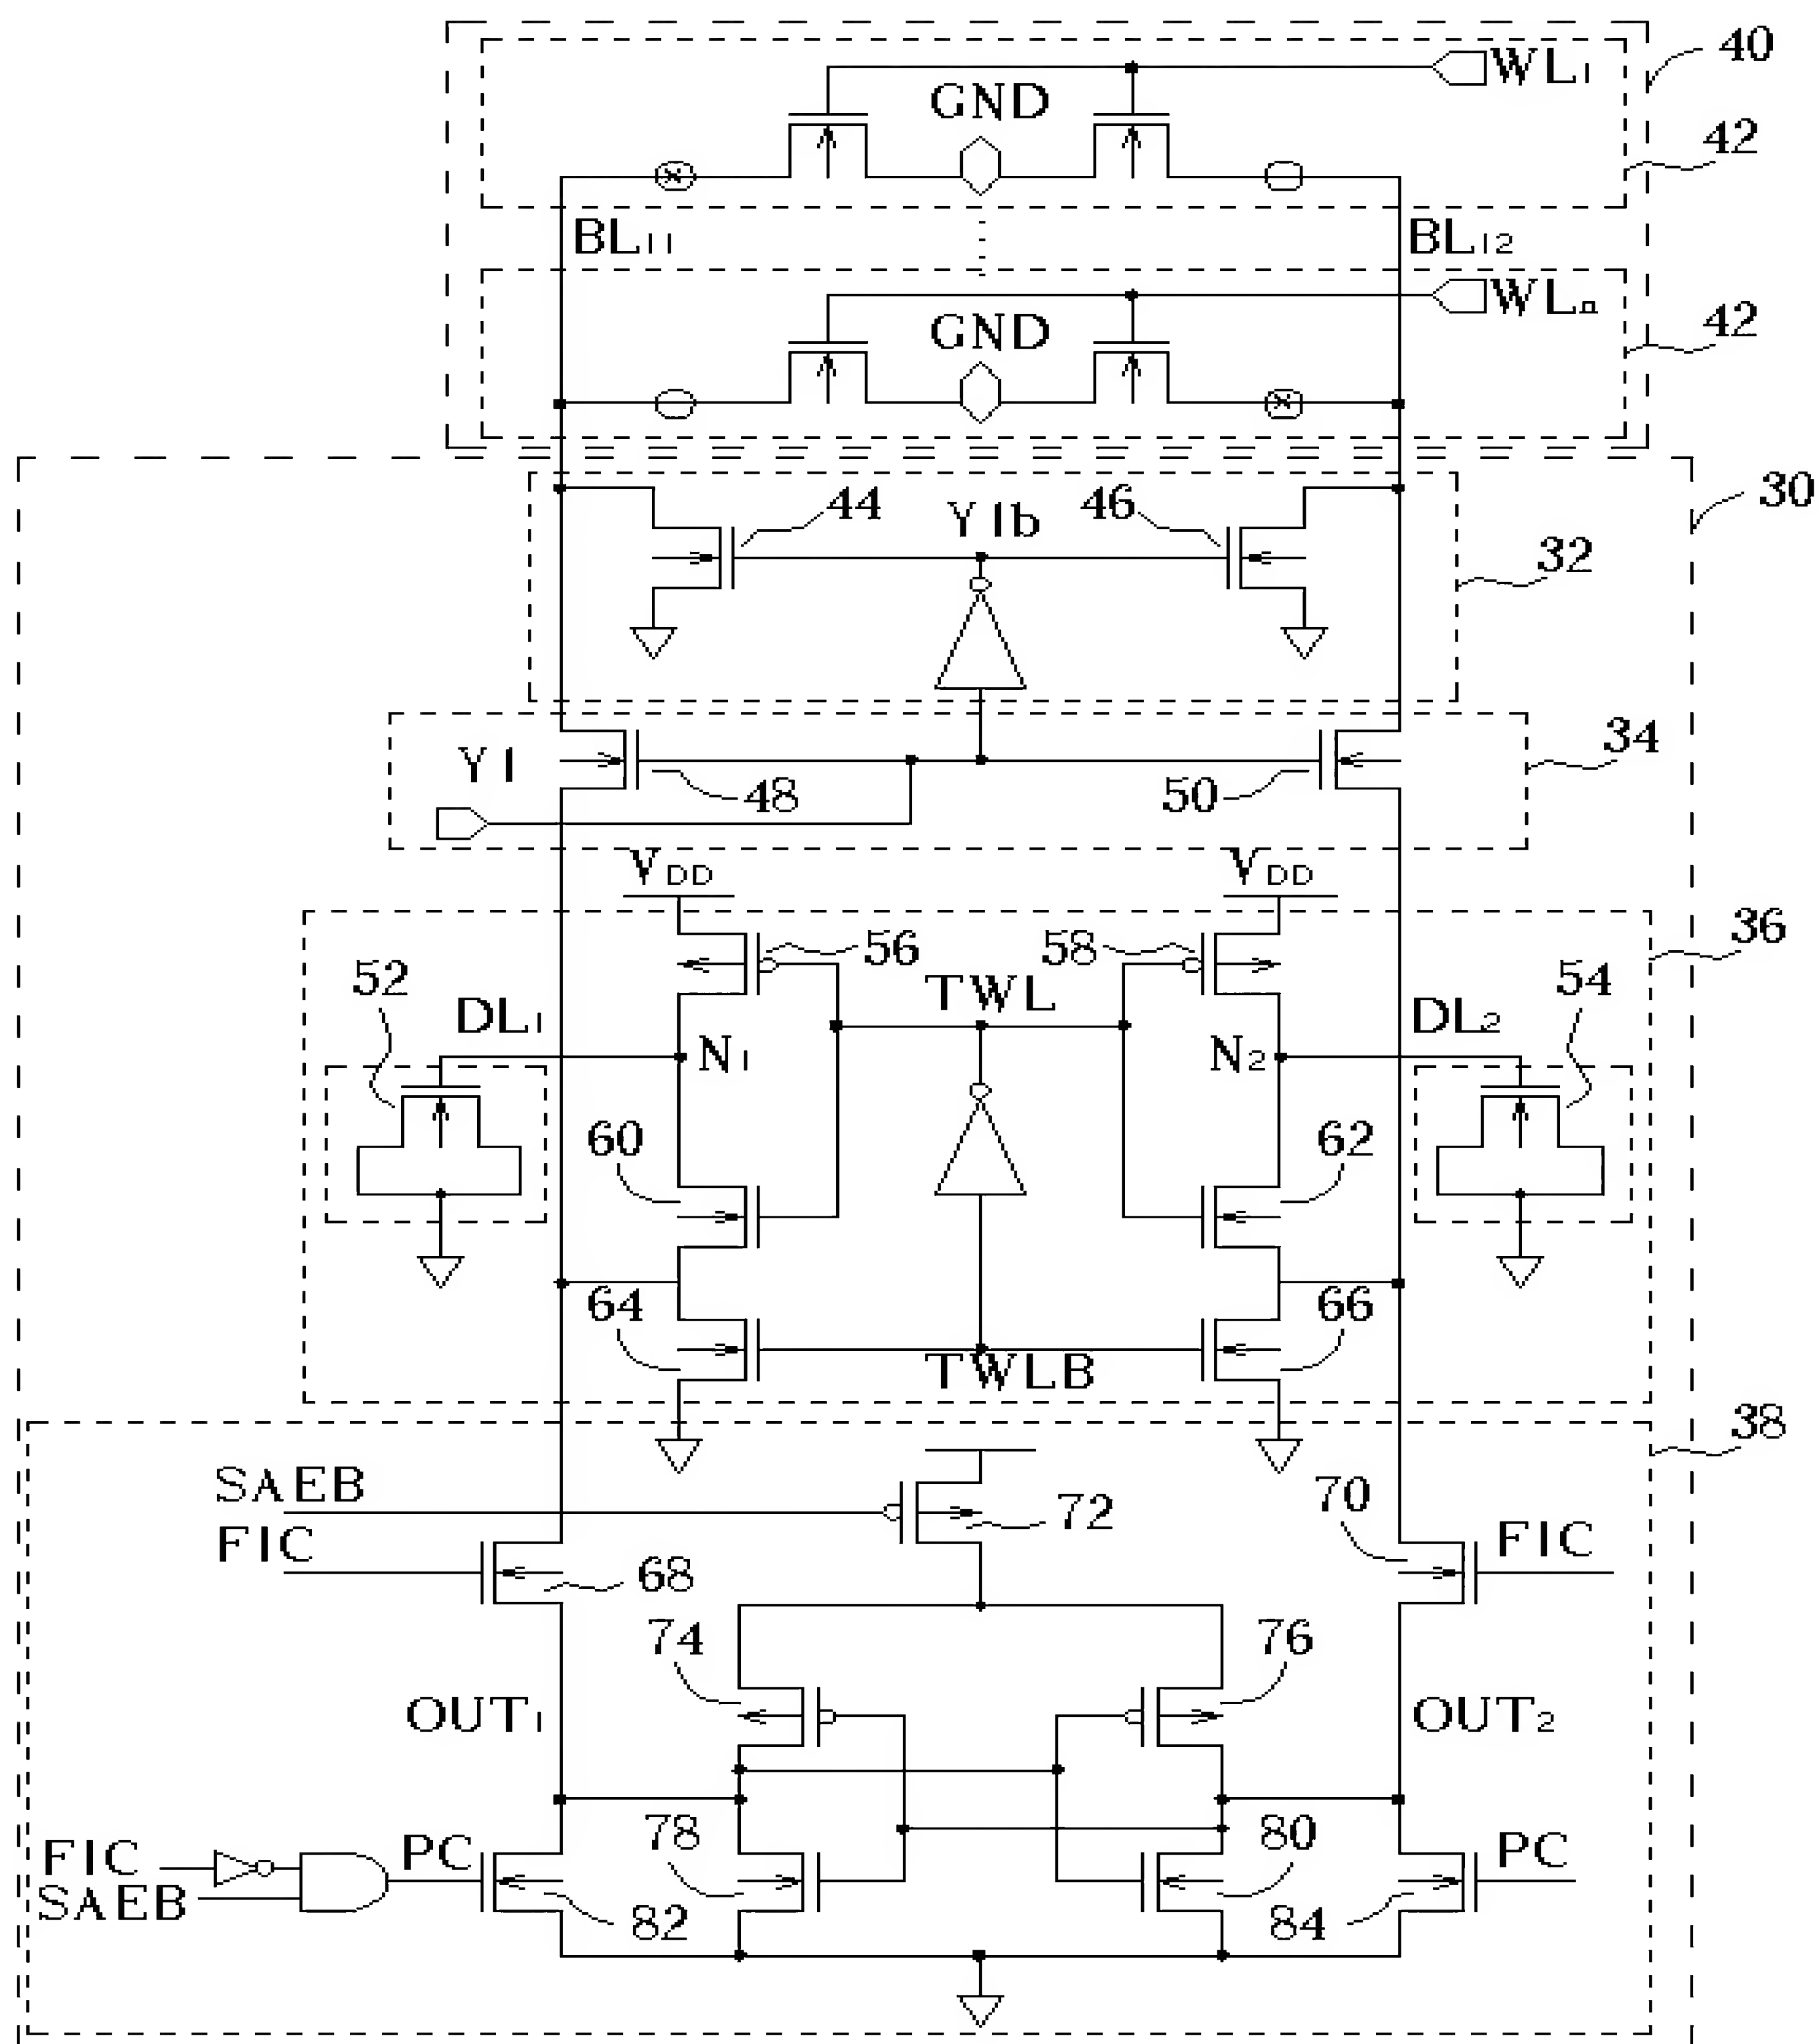 WL1
40
GND
42
BL11
BL12
WLn
42
GND
30
44
Y1b
46
32
Y1
34
48
50
VDD
VDD
36
56
58
52
54
DL1
TWL
DL2
N1
N2
60
62
64
66
TWLB
38
SAEB
70
72
FIC
FIC
68
74
76
OUT1
OUT2
78
80
FIC
PC
PC
SAEB
82
84